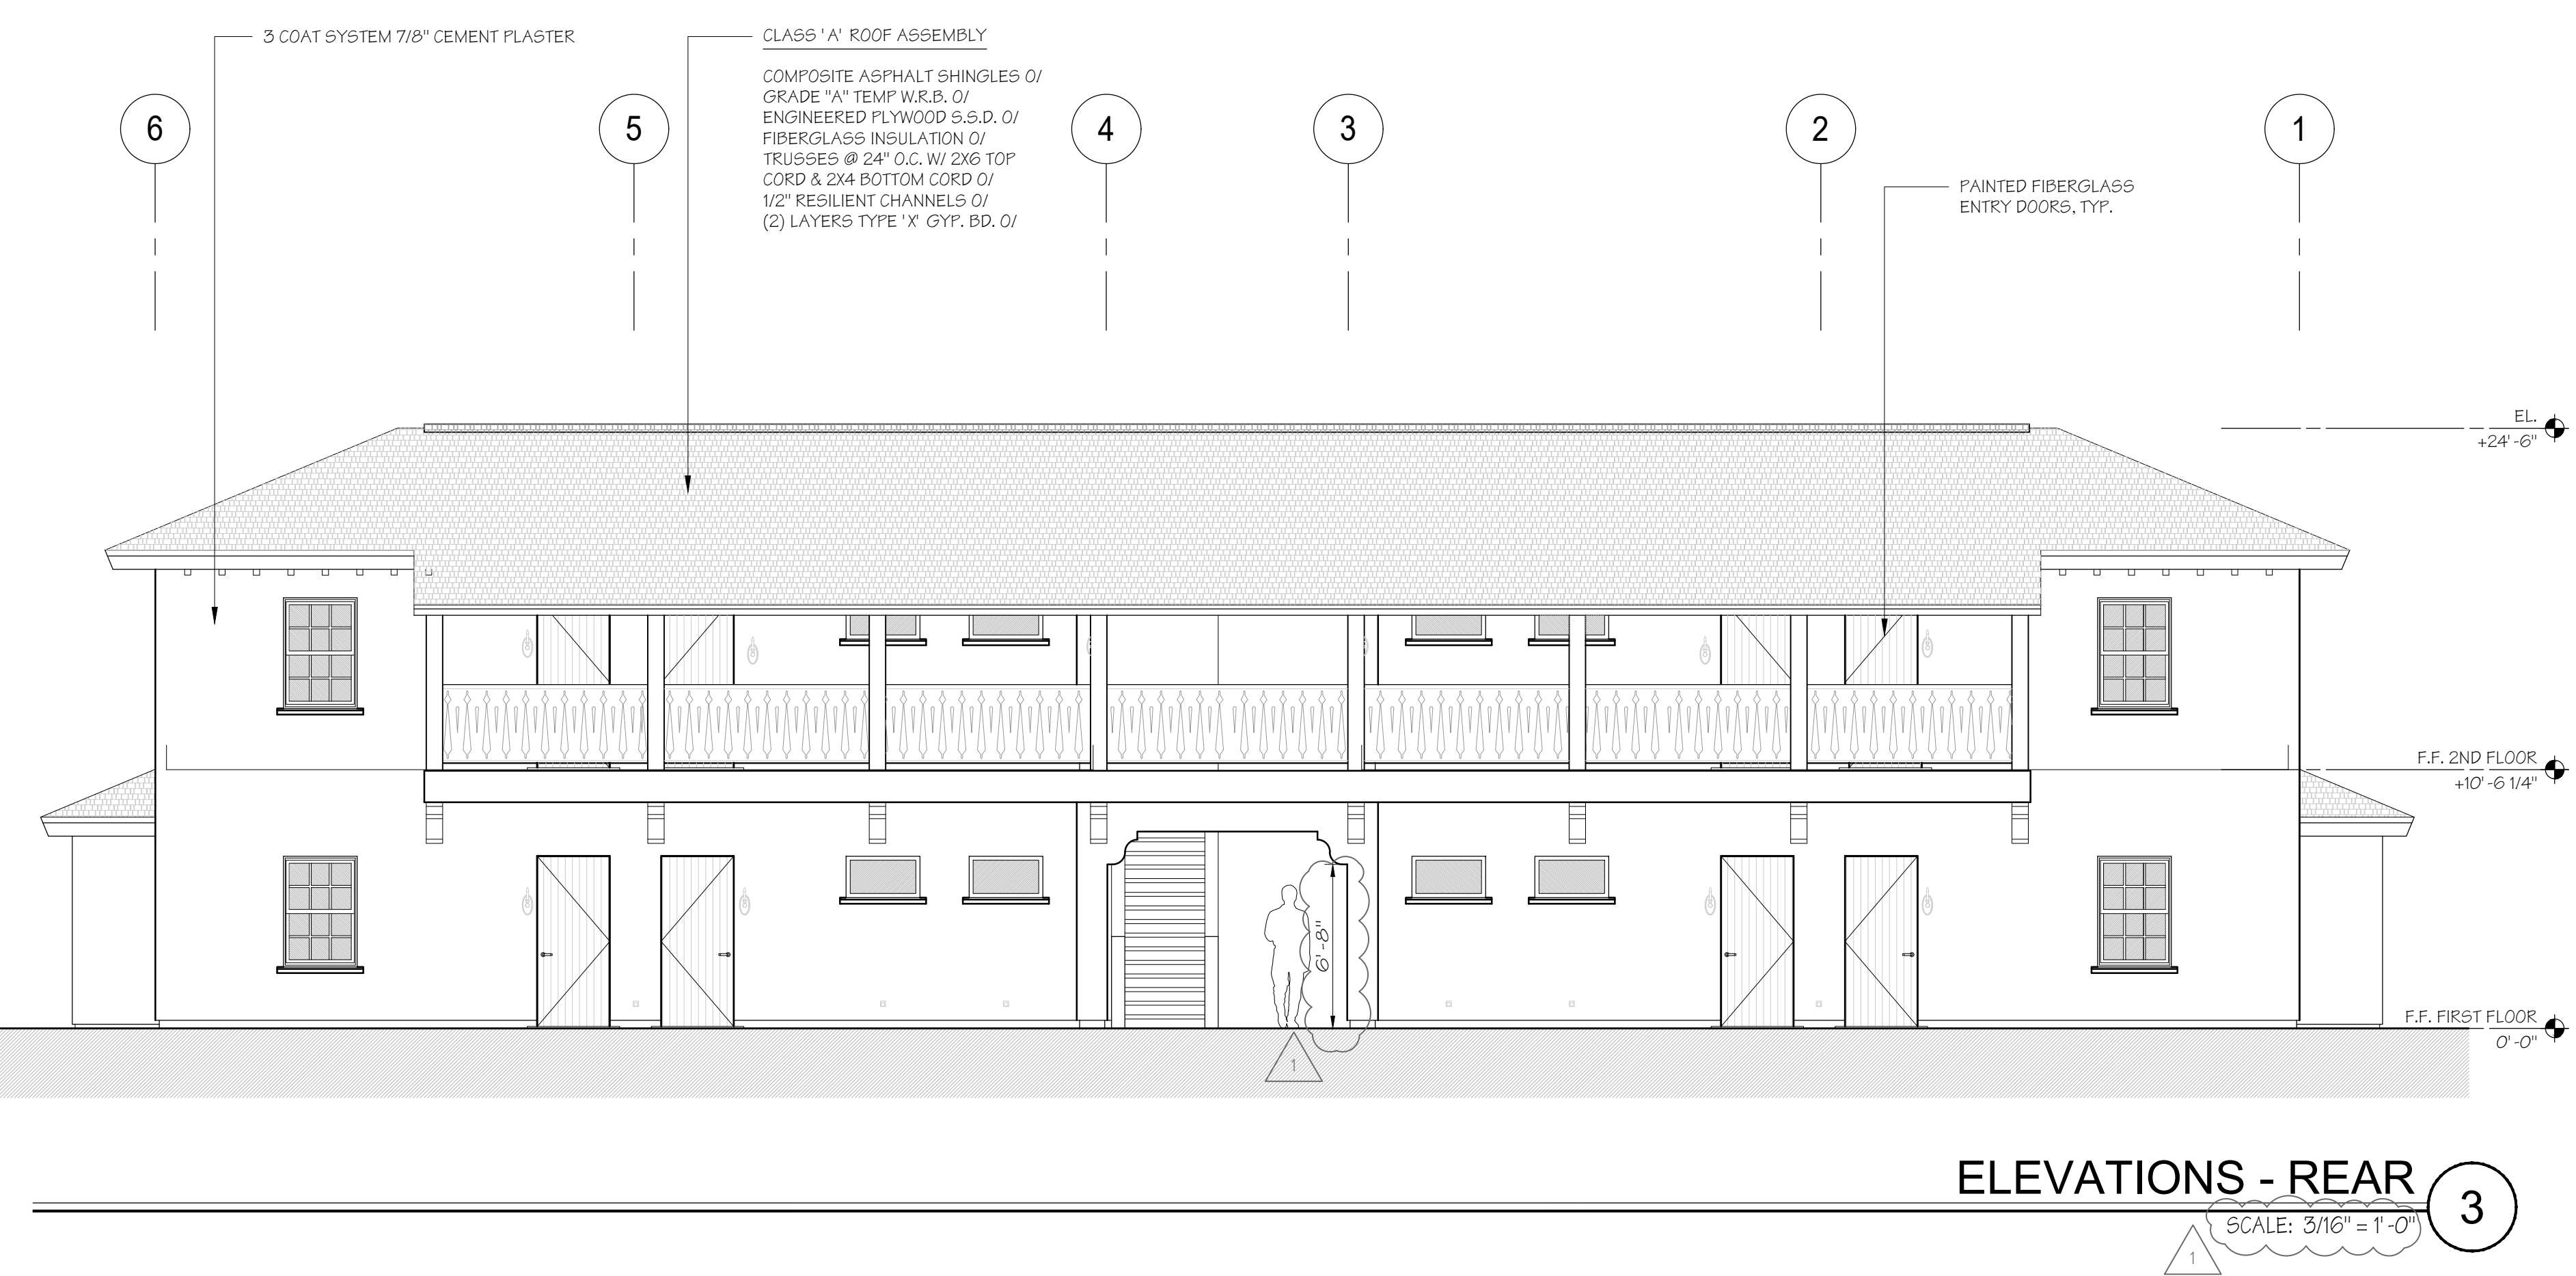 3 COAT SYSTEM 7/8" CEMENT PLASTER
CLASS 'A' ROOF ASSEMBLY
COMPOSITE ASPHALT SHINGLES O/
GRADE "A" TEMP W.R.B. O/
ENGINEERED PLYWOOD S.S.D. O/
FIBERGLASS INSULATION O/
TRUSSES @ 24" O.C. W/ 2X6 TOP
CORD & 2X4 BOTTOM CORD O/
1/2" RESILIENT CHANNELS O/
(2) LAYERS TYPE 'X' GYP. BD. O/
6
5
4
3
2
1
PAINTED FIBERGLASS
ENTRY DOORS, TYP.
EL.
+24'-6"
F.F. 2ND FLOOR
+10'-6 1/4"
6'-8"
F.F. FIRST FLOOR
0'-0"
1
ELEVATIONS - REAR
3
SCALE: 3/16" = 1'-0"
1